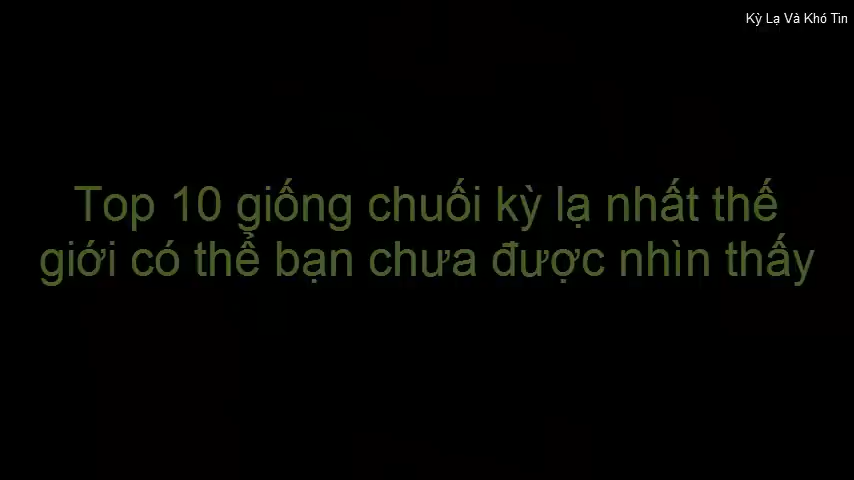 Kỳ Lạ Và Khó Tin
Top 10 giống chuối kỳ lạ nhất thế
giới có thể bạn chưa được nhìn thấy